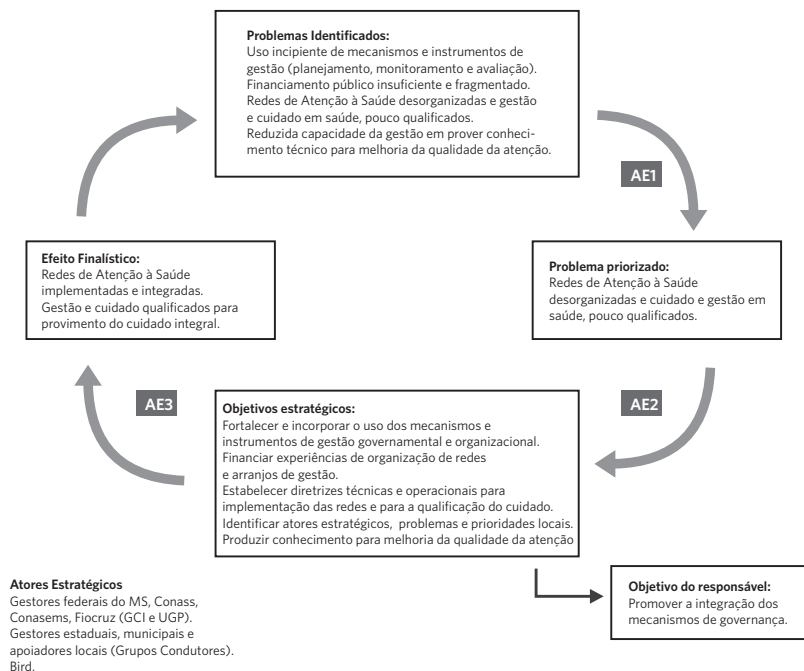 Problemas Identificados:
Uso incipiente de mecanismos e instrumentos de
gestão (planejamento, monitoramento e avaliação).
Financiamento público insuficiente e fragmentado.
Redes de Atenção à Saúde desorganizadas e gestão
e cuidado em saúde, pouco qualificados.
Reduzida capacidade da gestão em prover conheci-
mento técnico para melhoria da qualidade da atenção.
AE1
Efeito Finalístico:
Redes de Atenção à Saúde
implementadas e integradas.
Gestão e cuidado qualificados para
provimento do cuidado integral.
Problema priorizado:
Redes de Atenção à Saúde
desorganizadas e cuidado e gestão em
saúde, pouco qualificados.
AE3
AE2
Objetivos estratégicos:
Fortalecer e incorporar o uso dos mecanismos e
instrumentos de gestão governamental e organizacional.
Financiar experiências de organização de redes
e arranjos de gestão.
Estabelecer diretrizes técnicas e operacionais para
implementação das redes e para a qualificação do cuidado.
Identificar atores estratégicos, problemas e prioridades locais.
Produzir conhecimento para melhoria da qualidade da atenção
Objetivo do responsável:
Promover a integração dos
mecanismos de governança.
Atores Estratégicos
Gestores federais do MS, Conass,
Conasems, Fiocruz (GCI e UGP).
Gestores estaduais, municipais e
apoiadores locais (Grupos Condutores).
Bird.